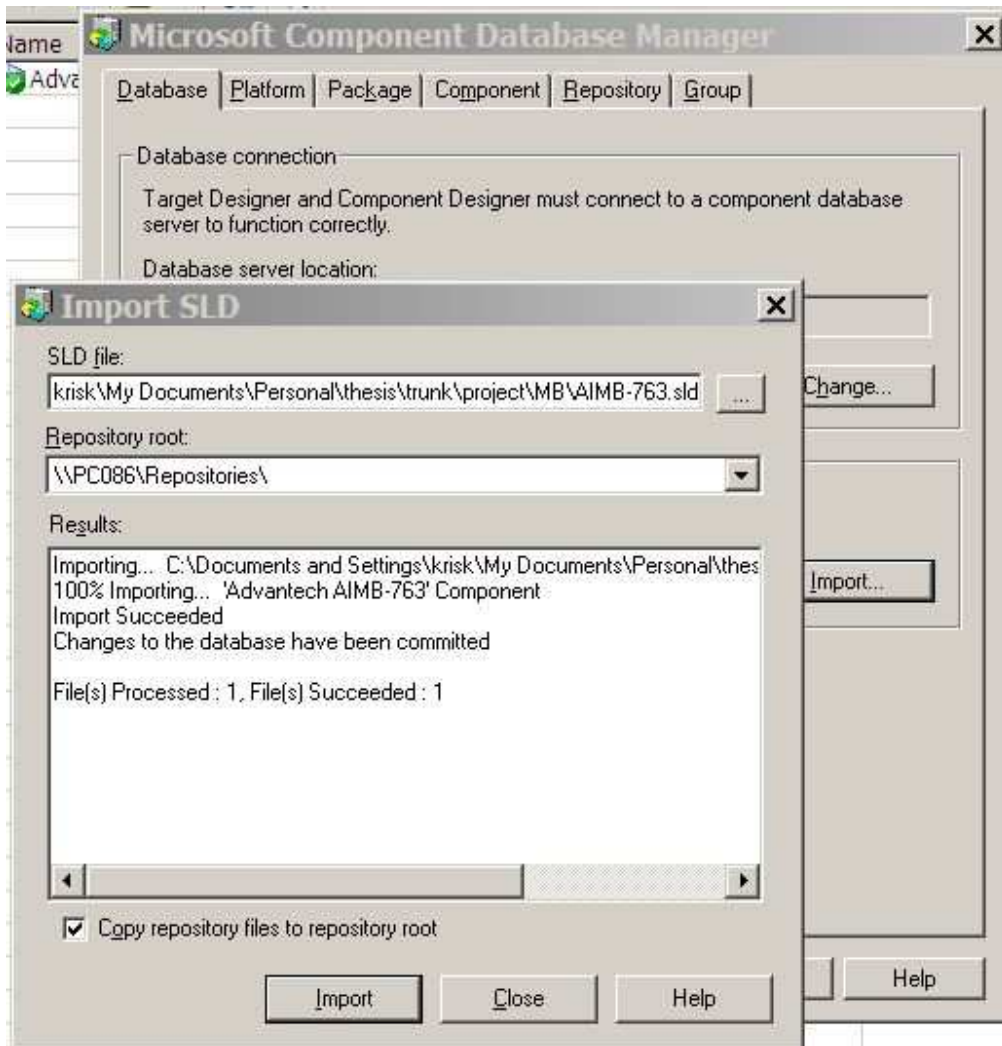 Name
Adva
Microsoft Component Database Manager
Database Platform Package Component Repository Group
Database connection
Target Designer and Component Designer must connect to a component database
server to function correctly.
Database server location:
Change...
Import...
Help
Import SLD
SLD file:
krisk\My Documents\Personal\thesis\trunk\project\MB\AIMB-763.sld
...
Repository root:
\\PC086\Repositories\
Results:
Importing... C:\Documents and Settings\krisk\My Documents\Personal\thes
100% Importing... 'Advantech AIMB-763' Component
Import Succeeded
Changes to the database have been committed
File(s) Processed : 1, File(s) Succeeded : 1
Copy repository files to repository root
Import Close Help